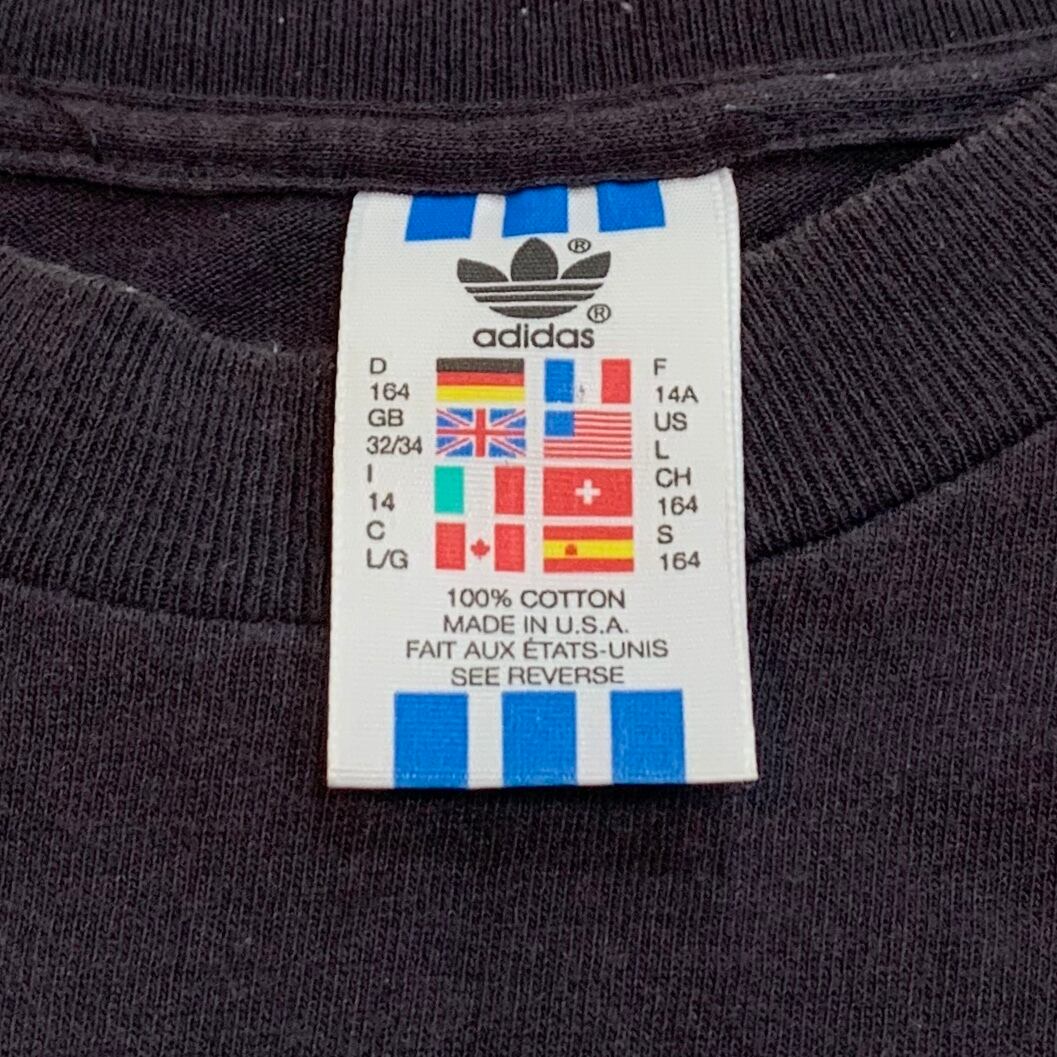 ®
®
adidas
D
164
F
14A
GB
32/34
US
L
I
14
CH
164
C
L/G
S
164
100% COTTON
MADE IN U.S.A.
FAIT AUX ÉTATS-UNIS
SEE REVERSE